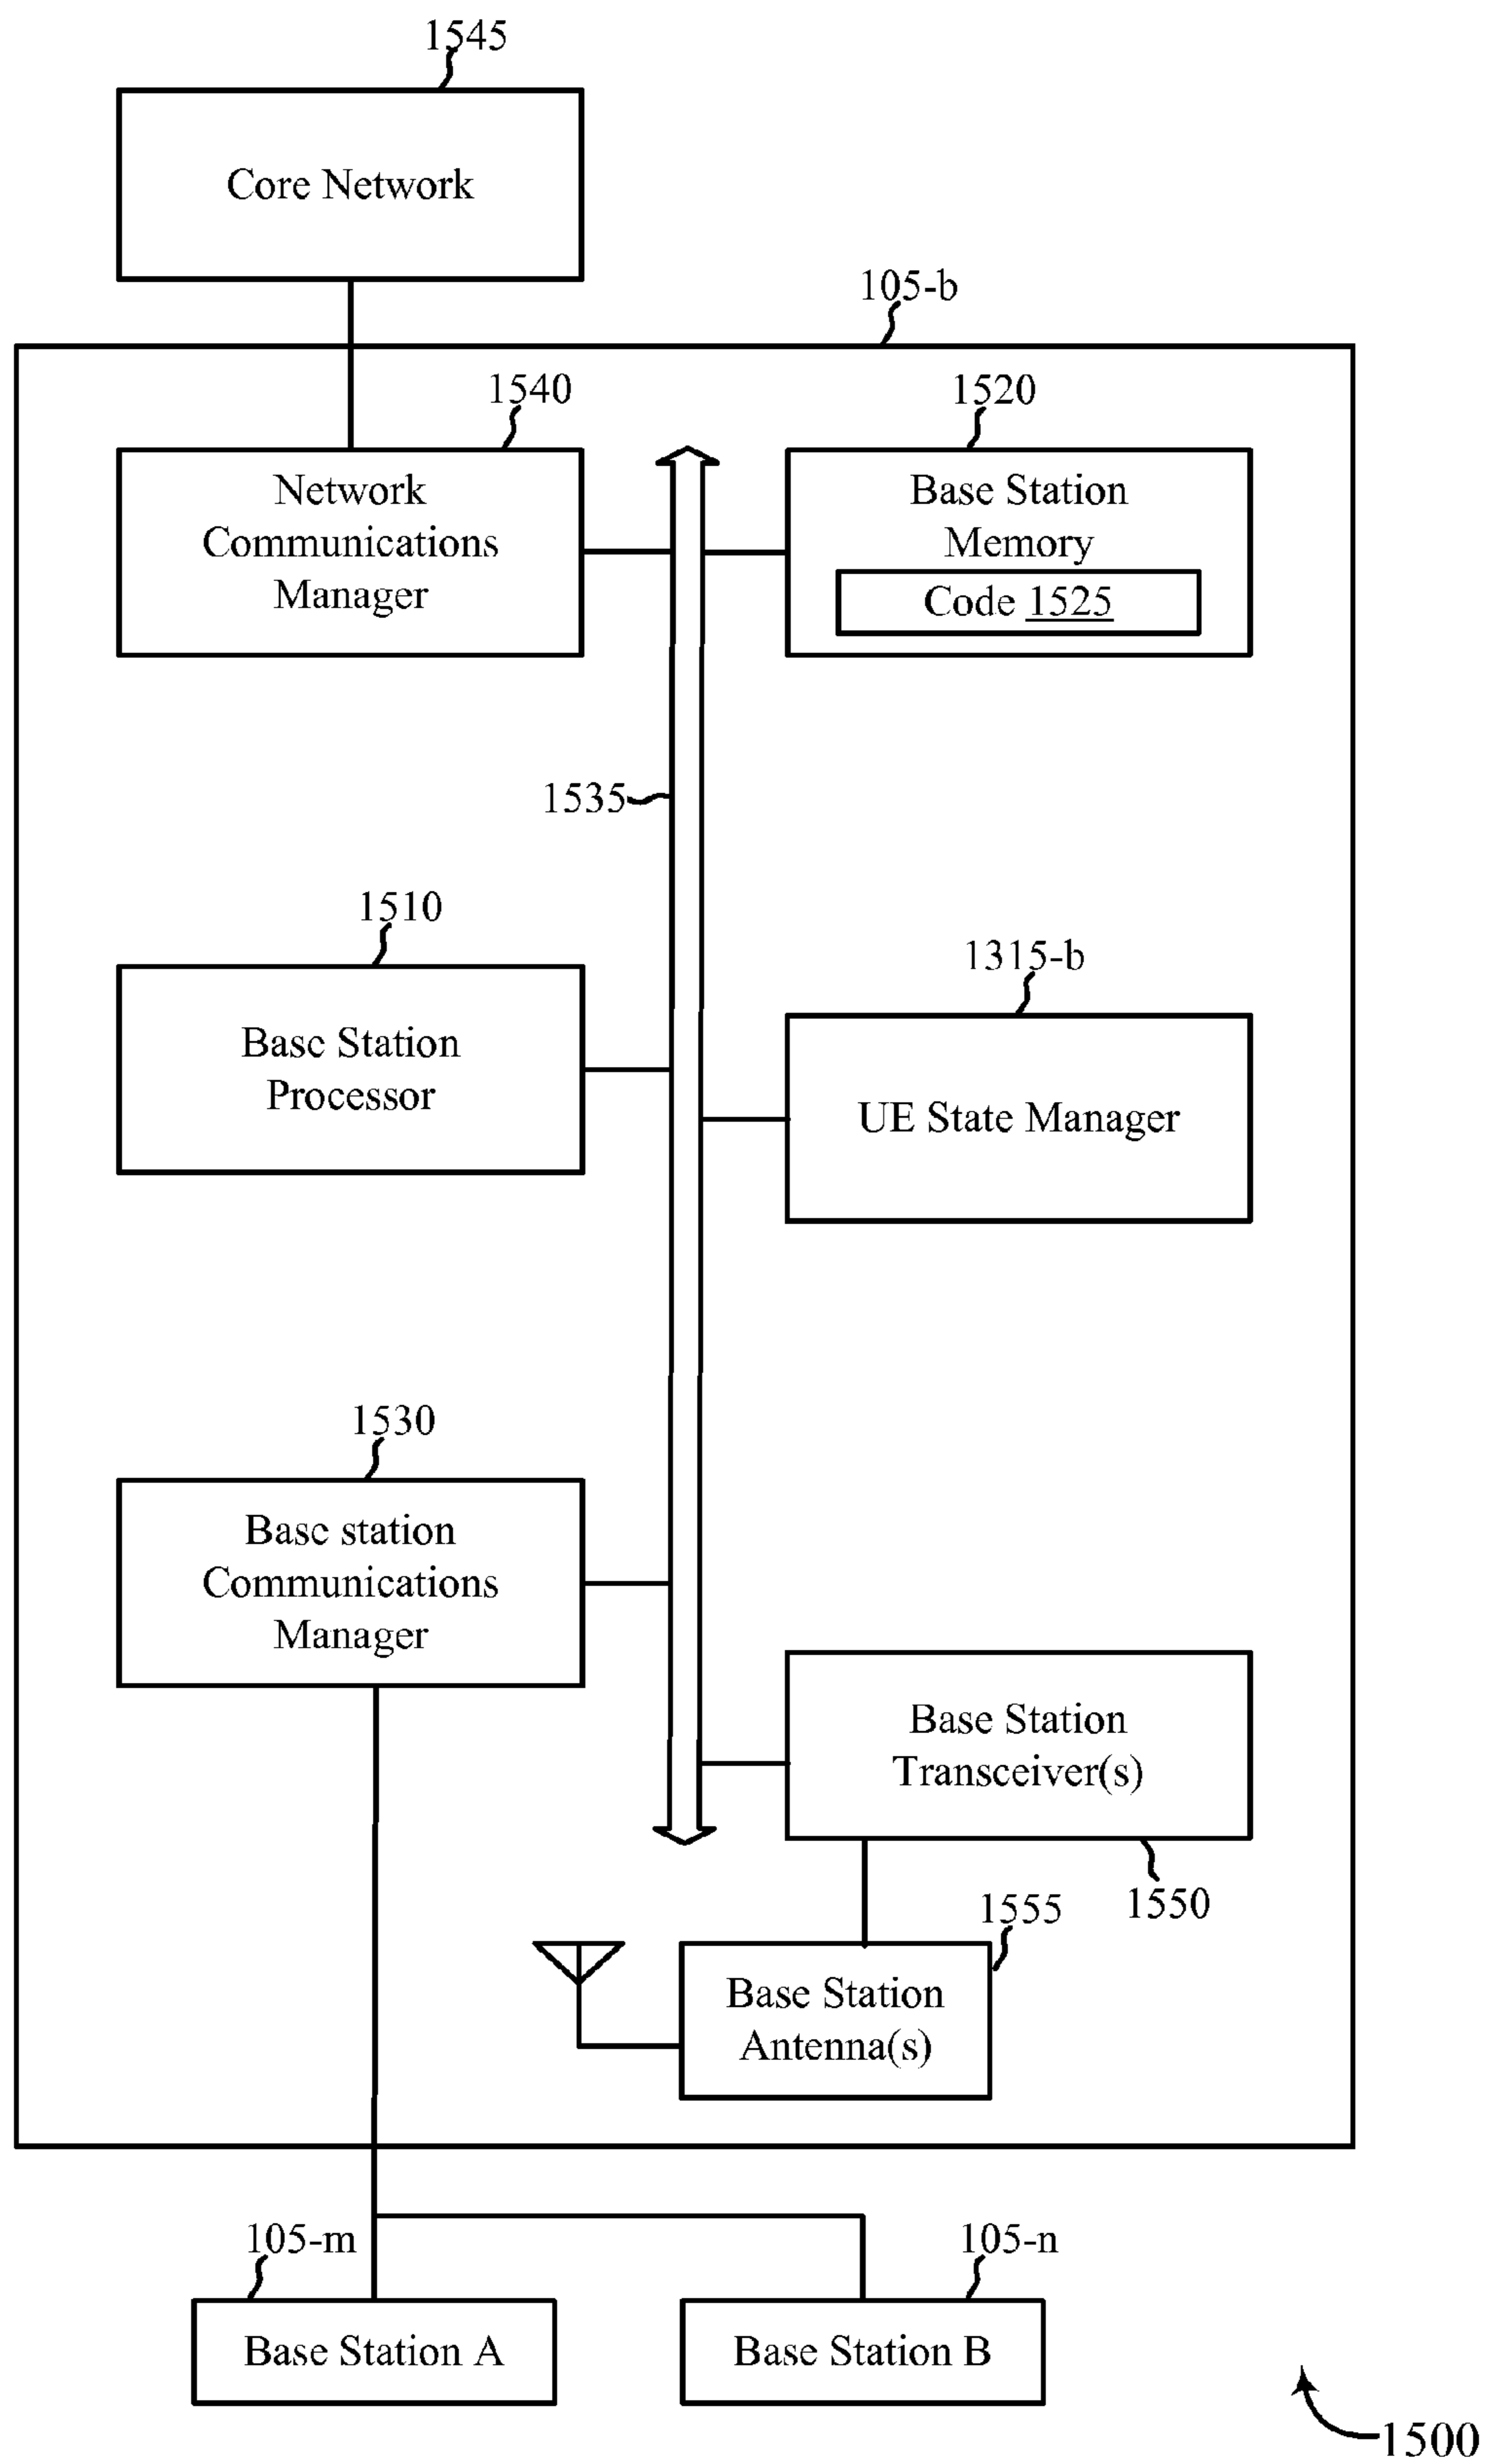 1545
Core Network
105-b
1540
1520
Network
Communications
Manager
Base Station
Memory
Code 1525
1535
1510
1315-b
Base Station
Processor
UE State Manager
1530
Base station
Communications
Manager
Base Station
Transceiver(s)
1550
1555
Base Station
Antenna(s)
105-m
105-n
Base Station A
Base Station B
1500